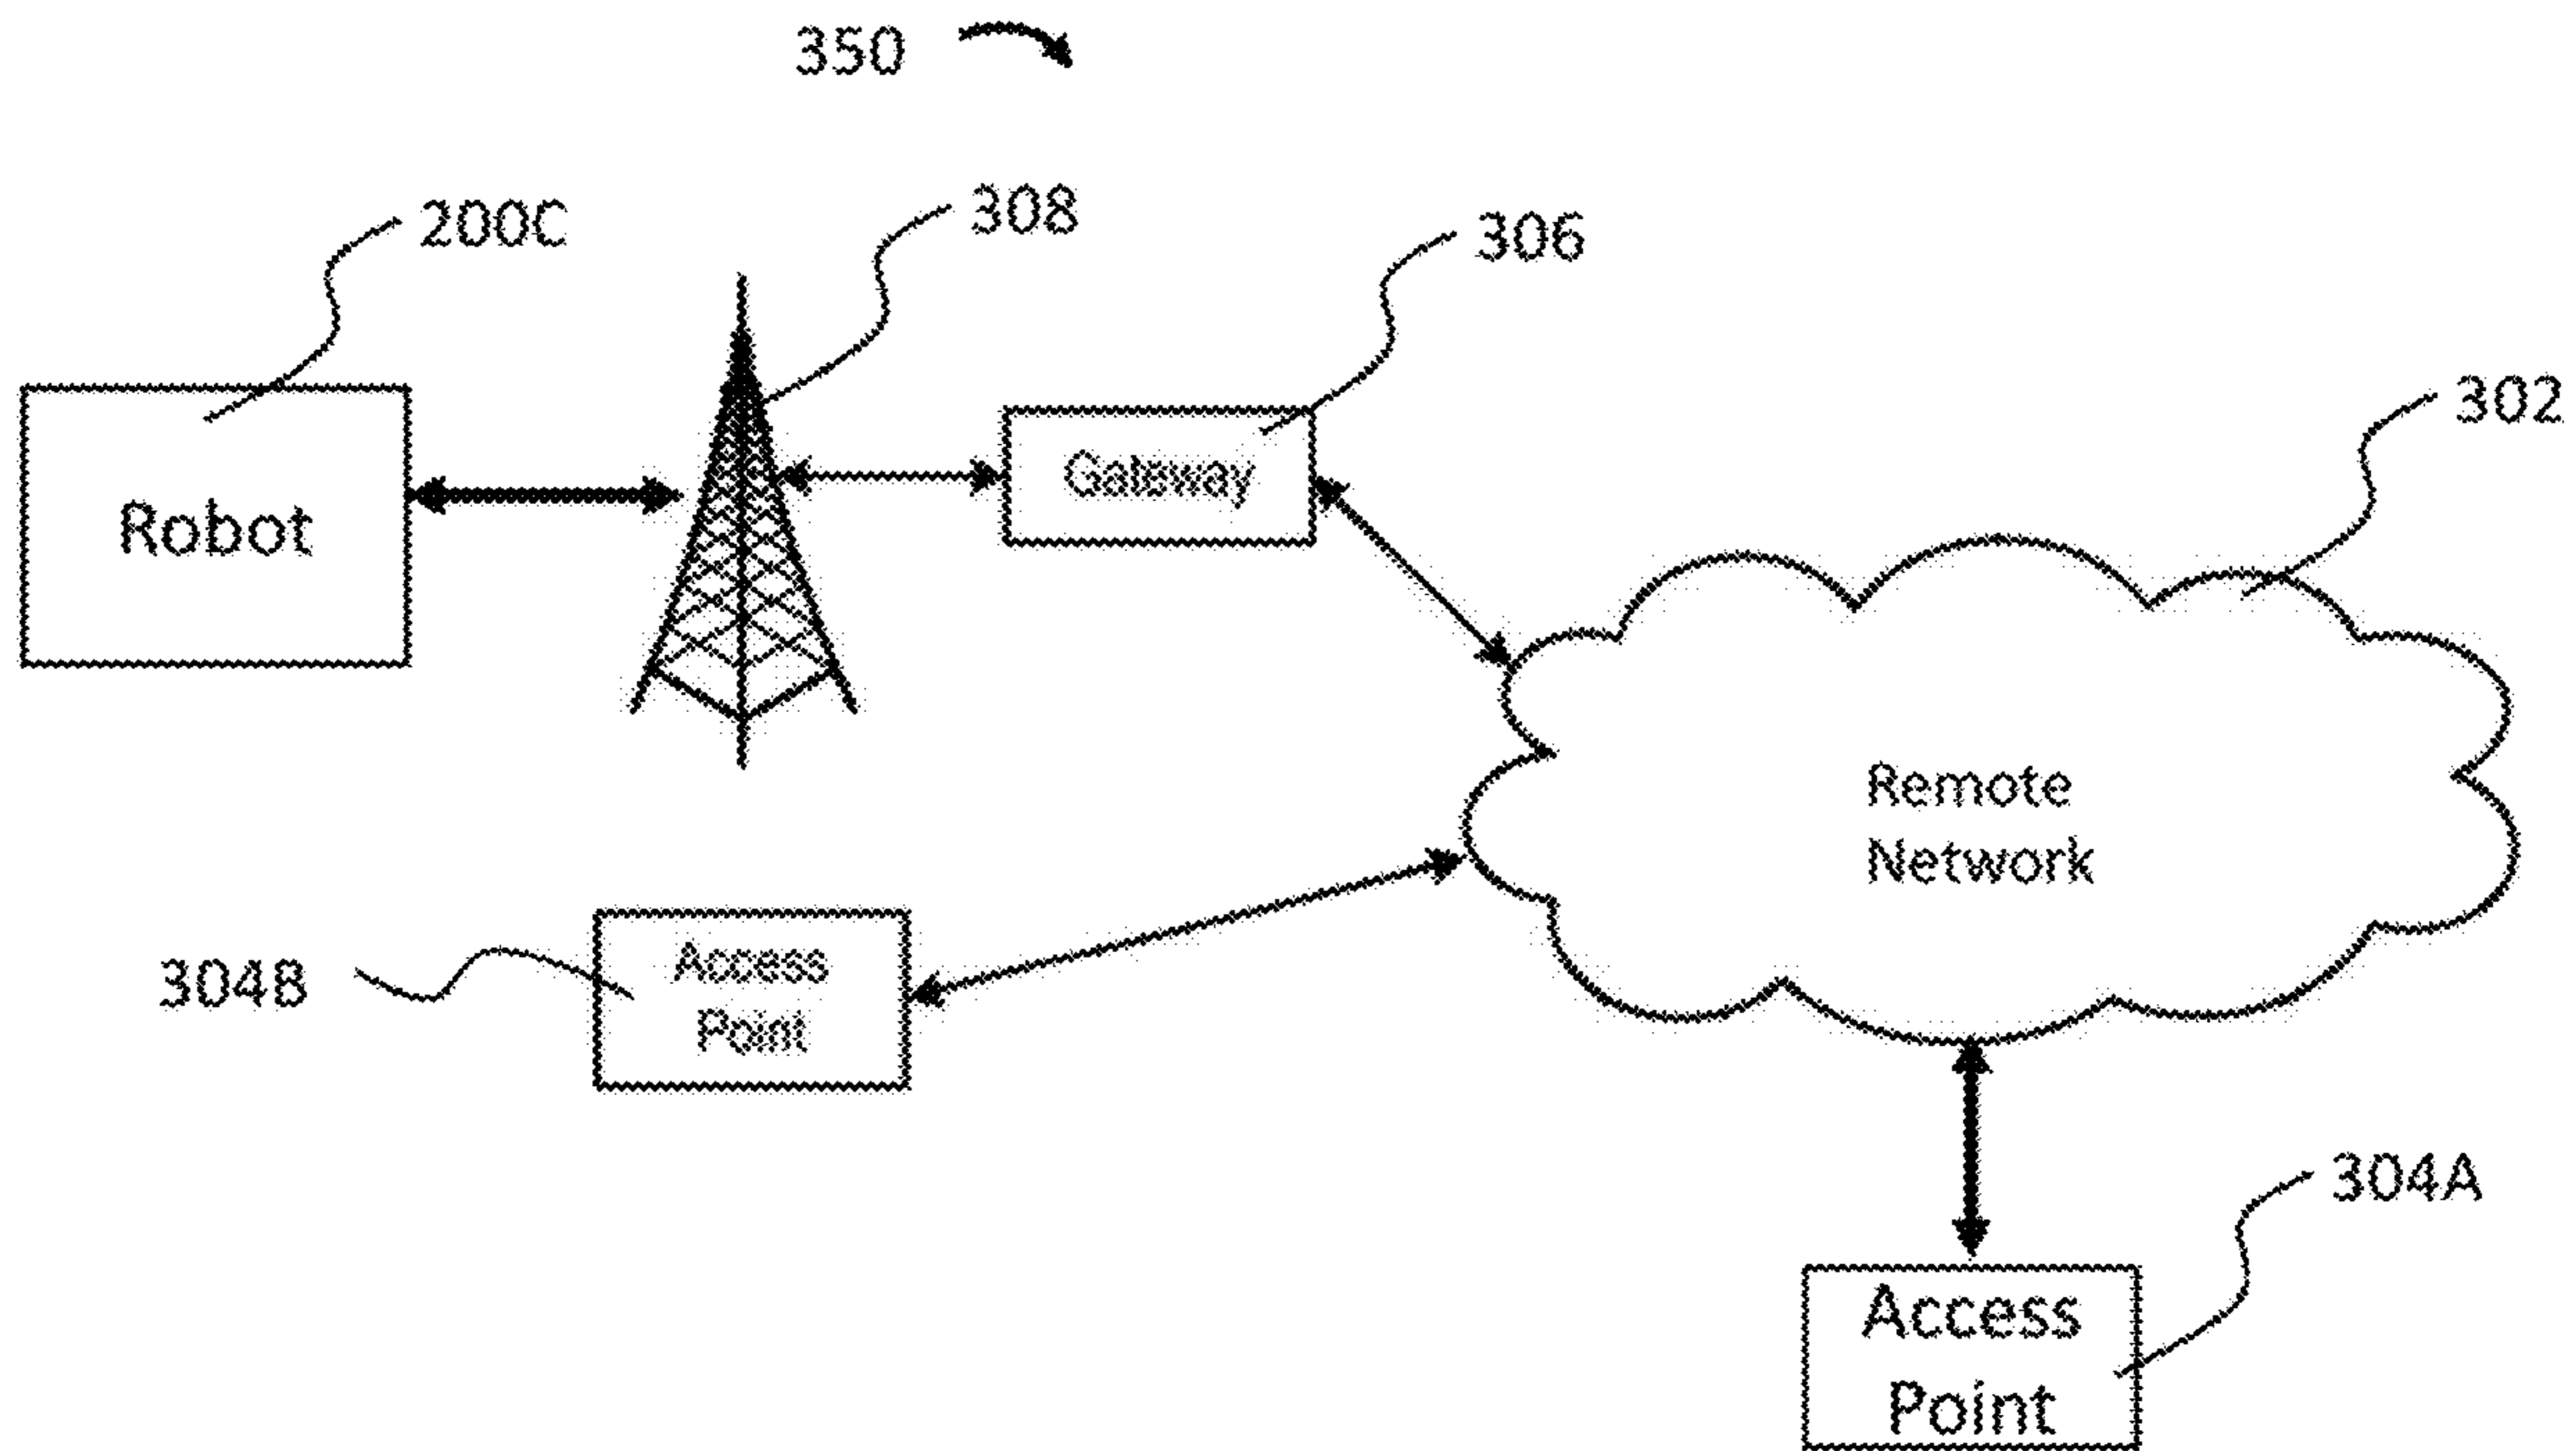 350
200C
308
306
302
Robot
Gateway
Remote
Network
304B
Access
Point
304A
Access
Point